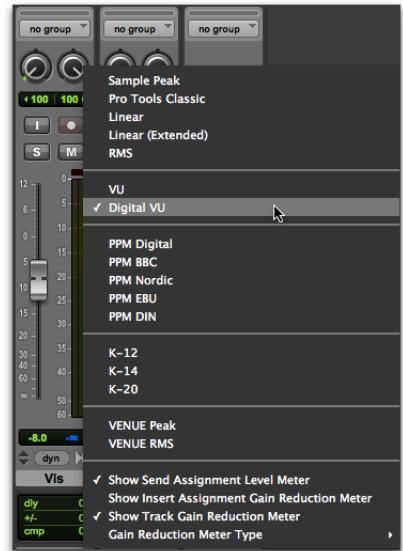 no group no group no group
100 100
I
S M
Sample Peak
Pro Tools Classic
Linear
Linear (Extended)
RMS
VU
✓ Digital VU
PPM Digital
PPM BBC
PPM Nordic
PPM EBU
PPM DIN
K-12
K-14
K-20
VENUE Peak
VENUE RMS
✓ Show Send Assignment Level Meter
Show Insert Assignment Gain Reduction Meter
✓ Show Track Gain Reduction Meter
Gain Reduction Meter Type
12
6
0
5
10
15
20
30
40
60
∞
0
5
10
15
20
25
30
35
40
50
60
-8.0 -∞
dyn
Vls
dly
+/-
cmp